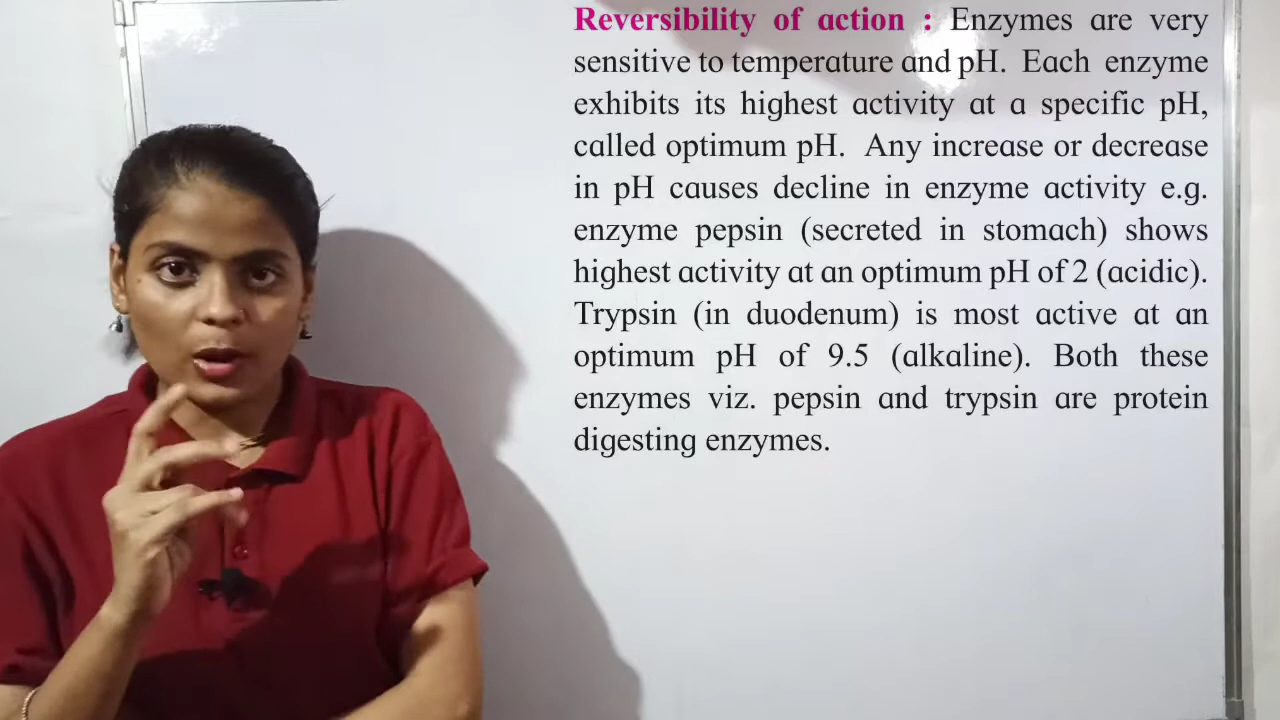 Reversibility of action : Enzymes are very
sensitive to temperature and pH. Each enzyme
exhibits its highest activity at a specific pH,
called optimum pH. Any increase or decrease
in pH causes decline in enzyme activity e.g.
enzyme pepsin (secreted in stomach) shows
highest activity at an optimum pH of 2 (acidic).
Trypsin (in duodenum) is most active at an
optimum pH of 9.5 (alkaline). Both these
enzymes viz. pepsin and trypsin are protein
digesting enzymes.